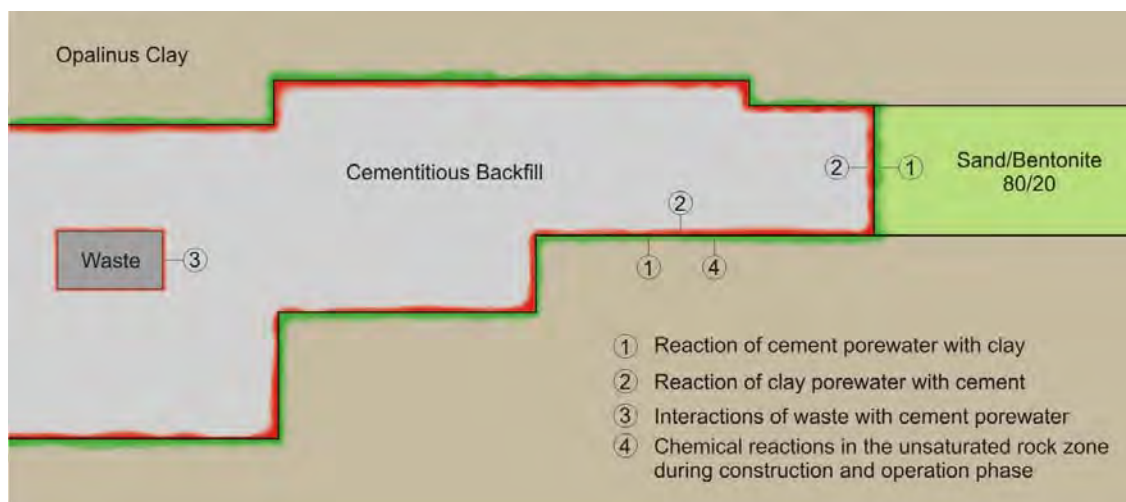 Opalinus Clay
Cementitious Backfill
2
1
Sand/Bentonite
80/20
2
Waste
3
1
4
1 Reaction of cement porewater with clay
2 Reaction of clay porewater with cement
3 Interactions of waste with cement porewater
4 Chemical reactions in the unsaturated rock zone
during construction and operation phase